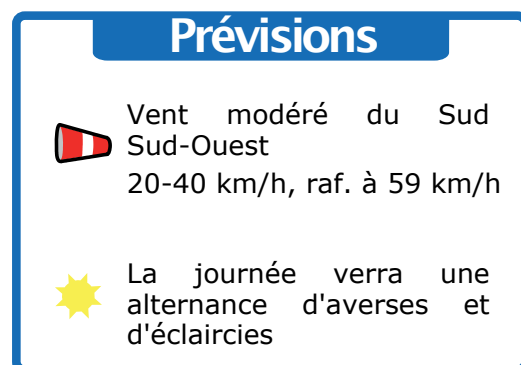 Prévisions
Vent modéré du Sud
Sud-Ouest
20-40 km/h, raf. à 59 km/h
La journée verra une
alternance d'averses et
d'éclaircies